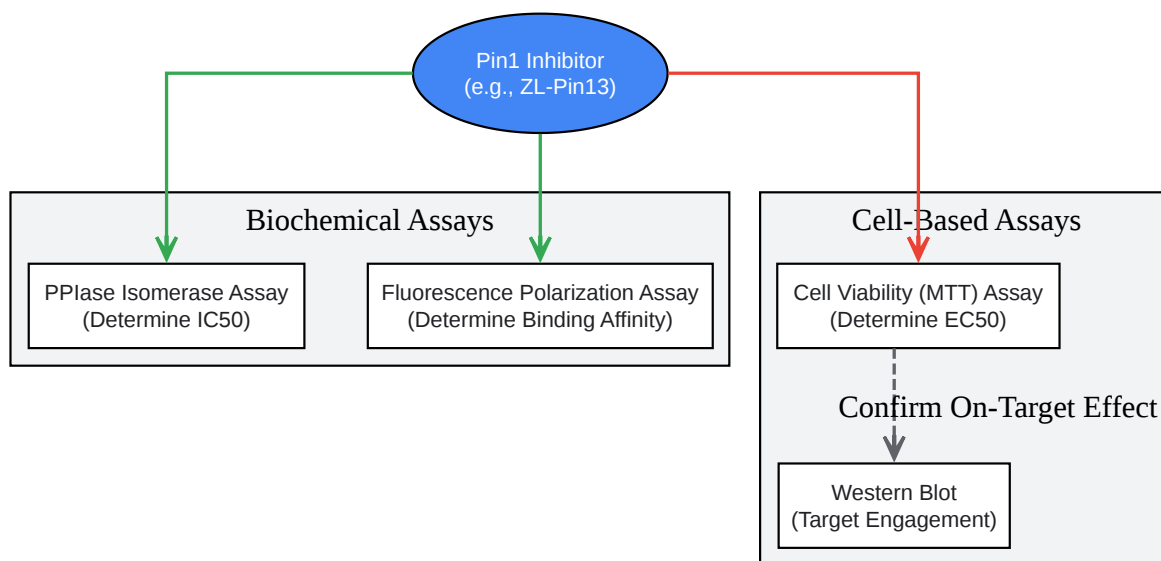 Pin1 Inhibitor
(e.g., ZL-Pin13)
Biochemical Assays
PPIase Isomerase Assay
(Determine IC50)
Fluorescence Polarization Assay
(Determine Binding Affinity)
Cell-Based Assays
Cell Viability (MTT) Assay
(Determine EC50)
Confirm On-Target Effect
Western Blot
(Target Engagement)